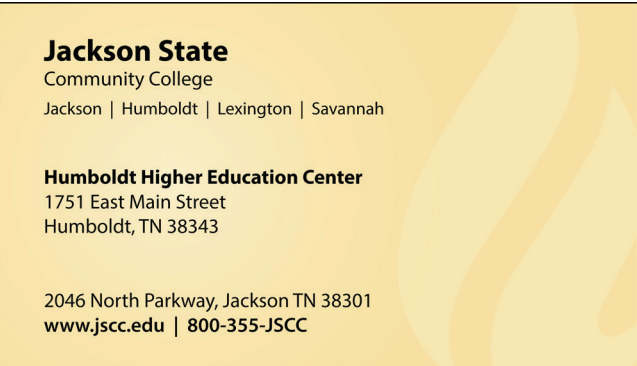 Jackson State
Community College
Jackson | Humboldt | Lexington | Savannah
Humboldt Higher Education Center
1751 East Main Street
Humboldt, TN 38343
2046 North Parkway, Jackson TN 38301
www.jscc.edu | 800-355-JSCC